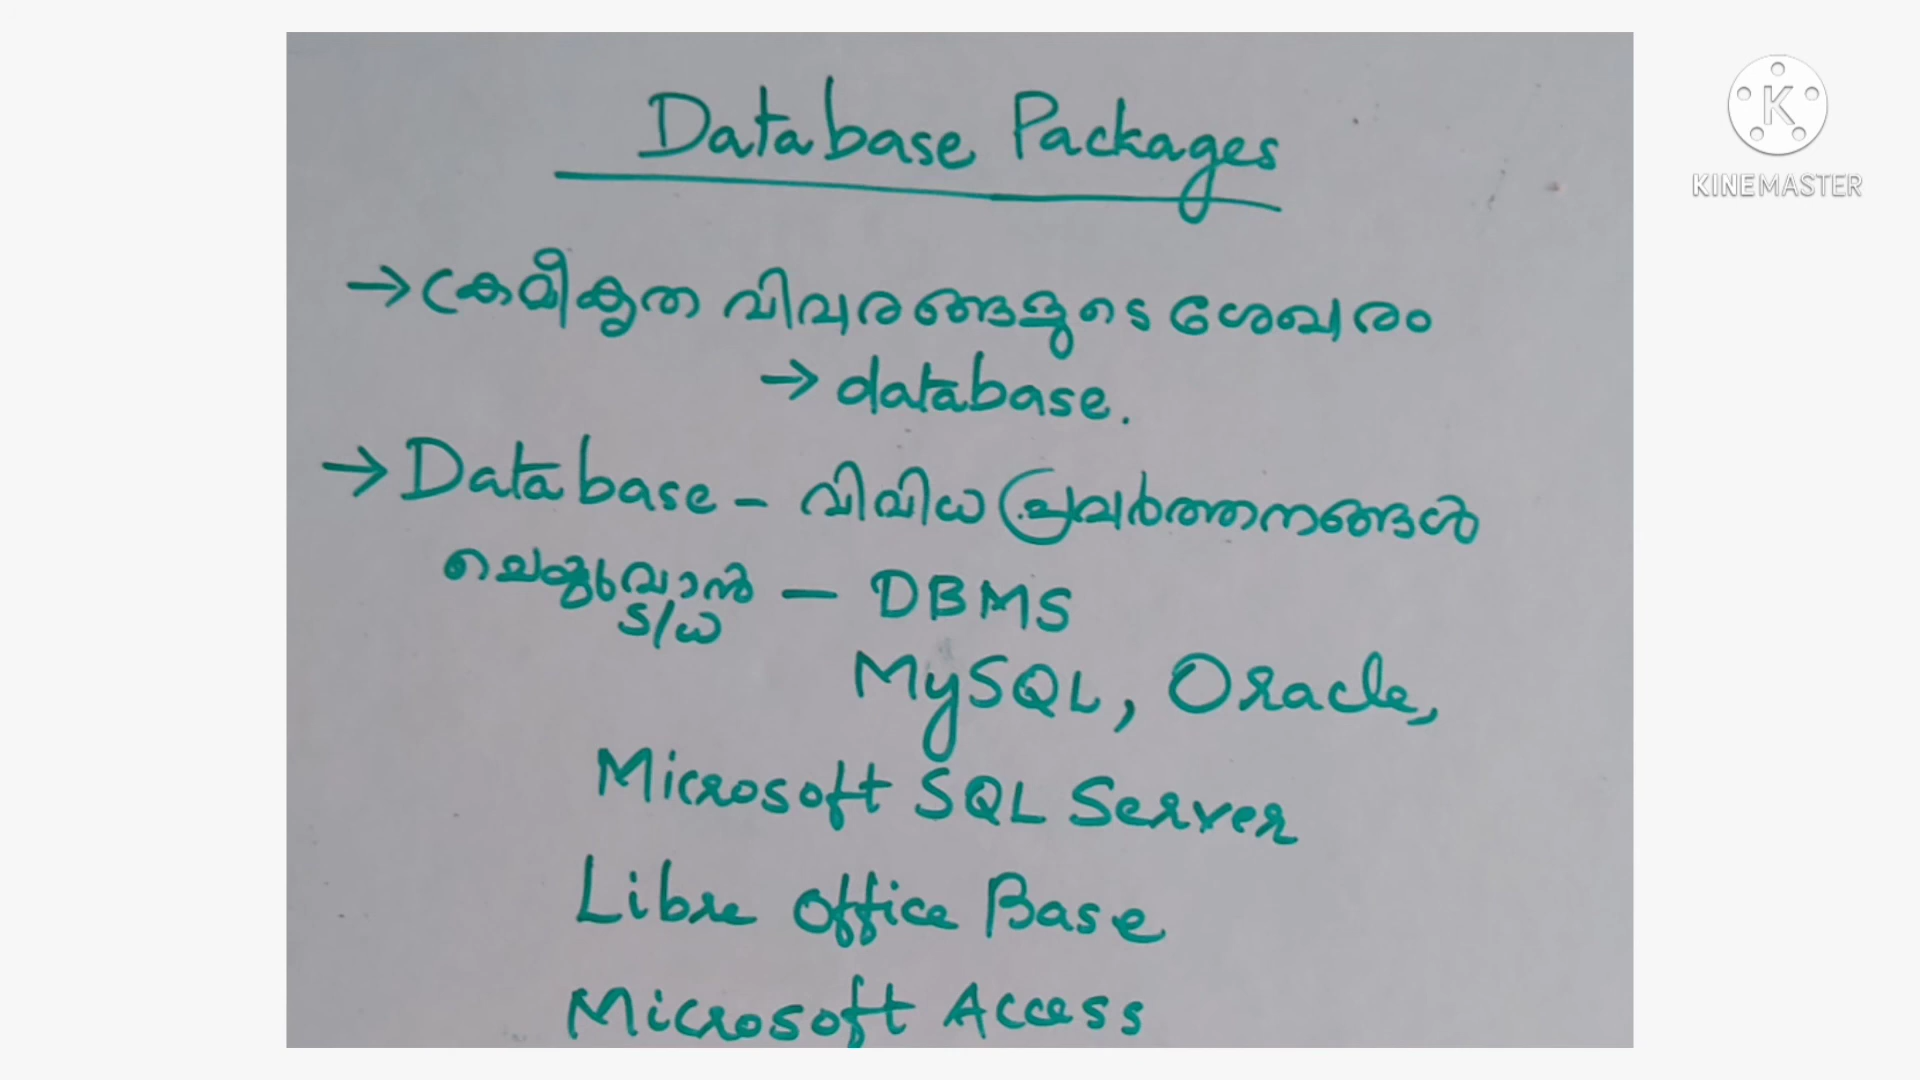 Database Packages
→ ക്രമീകൃത വിവരങ്ങളുടെ ശേഖരം
→ database.
→ Database - വിവിധ പ്രവർത്തനങ്ങൾ
ചെയ്യുവാൻ — DBMS
S/W
MySQL, Oracle,
Microsoft SQL Server
Libre Office Base
Microsoft Access
KINEMASTER